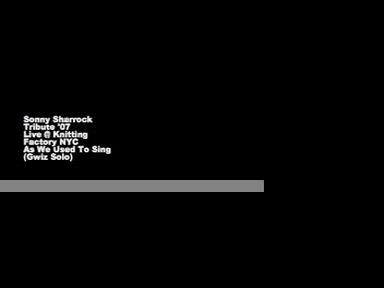 Sonny Sharrock
Tribute '07
Live @ Knitting
Factory NYC
As We Used To Sing
(Gwiz Solo)